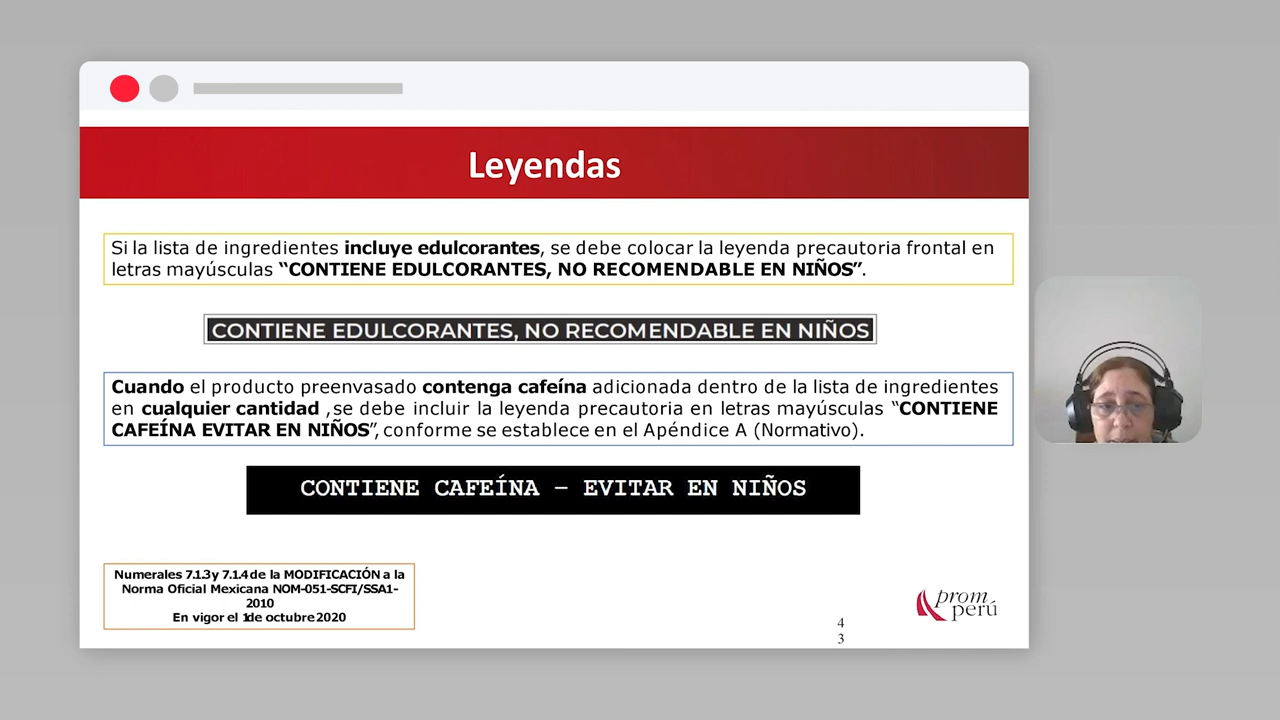 Leyendas
Si la lista de ingredientes incluye edulcorantes, se debe colocar la leyenda precautoria frontal en
letras mayúsculas “CONTIENE EDULCORANTES, NO RECOMENDABLE EN NIÑOS”.
CONTIENE EDULCORANTES, NO RECOMENDABLE EN NIÑOS
Cuando el producto preenvasado contenga cafeína adicionada dentro de la lista de ingredientes
en cualquier cantidad ,se debe incluir la leyenda precautoria en letras mayúsculas “CONTIENE
CAFEÍNA EVITAR EN NIÑOS”, conforme se establece en el Apéndice A (Normativo).
CONTIENE CAFEÍNA – EVITAR EN NIÑOS
Numerales 7.1.3 y 7.1.4 de la MODIFICACIÓN a la
Norma Oficial Mexicana NOM-051-SCFI/SSA1-
2010
En vigor el 1de octubre 2020
prom
perú
4
3